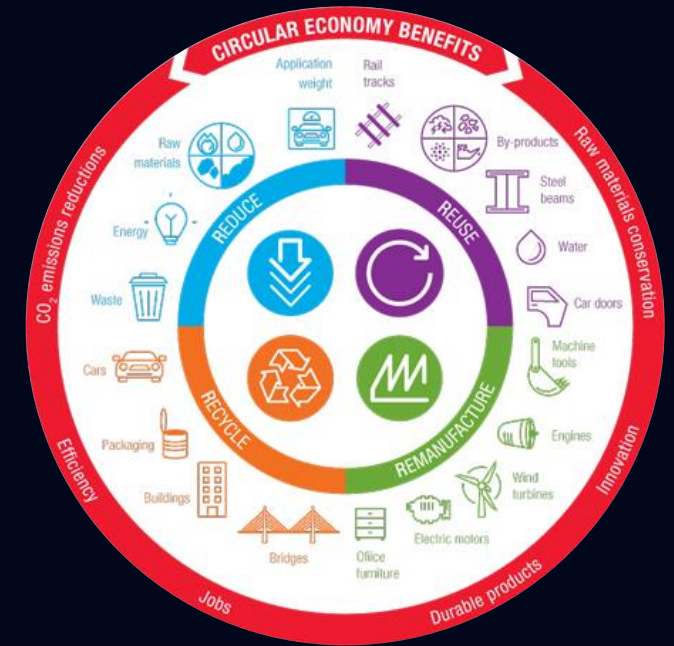 CIRCULAR ECONOMY BENEFITS
Raw materials conservation
Innovation
Durable products
Jobs
Efficiency
CO₂ emissions reductions
REDUCE
Application
weight
Raw
materials
Energy
Waste
REUSE
Rail
tracks
By-products
Steel
beams
Water
Car doors
REMANUFACTURE
Machine
tools
Engines
Wind
turbines
Electric motors
Office
furniture
RECYCLE
Cars
Packaging
Buildings
Bridges